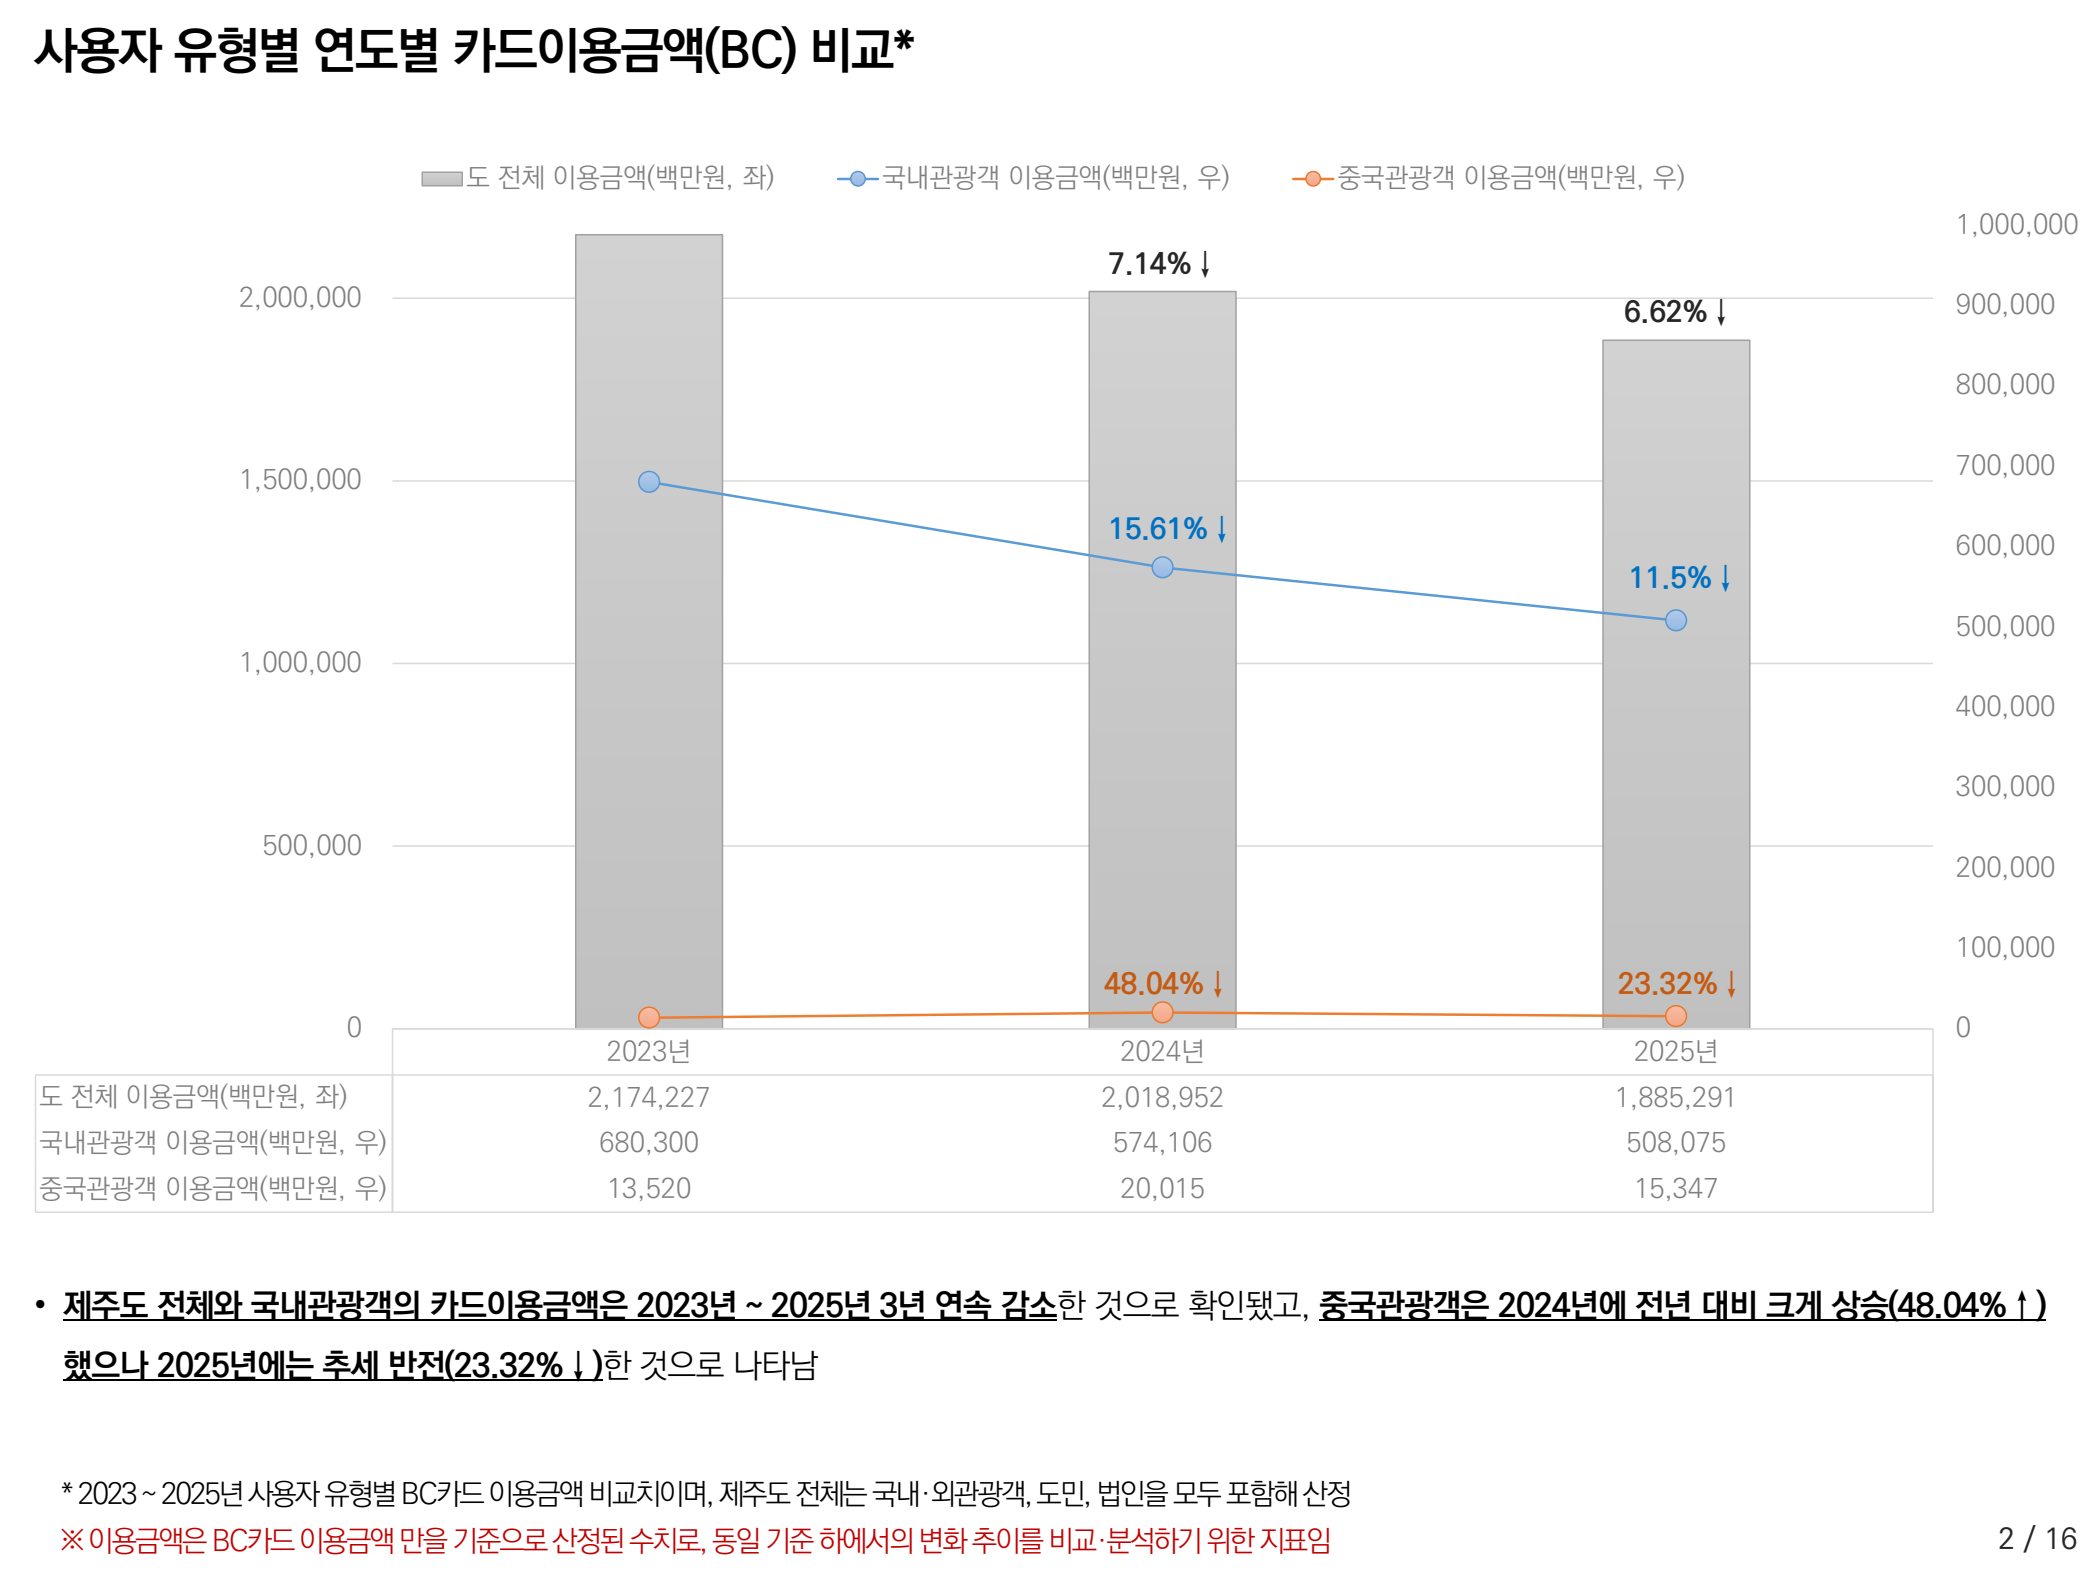 사용자 유형별 연도별 카드이용금액(BC) 비교*
도 전체 이용금액(백만원, 좌) 국내관광객 이용금액(백만원, 우) 중국관광객 이용금액(백만원, 우)
2,000,000
1,500,000
1,000,000
500,000
0
1,000,000
900,000
800,000
700,000
600,000
500,000
400,000
300,000
200,000
100,000
0
7.14%↓
6.62%↓
15.61%↓
11.5%↓
48.04%↓
23.32%↓
2023년 2024년 2025년
도 전체 이용금액(백만원, 좌) 2,174,227 2,018,952 1,885,291
국내관광객 이용금액(백만원, 우) 680,300 574,106 508,075
중국관광객 이용금액(백만원, 우) 13,520 20,015 15,347
• 제주도 전체와 국내관광객의 카드이용금액은 2023년 ~ 2025년 3년 연속 감소한 것으로 확인됐고, 중국관광객은 2024년에 전년 대비 크게 상승(48.04%↑)
했으나 2025년에는 추세 반전(23.32%↓)한 것으로 나타남
* 2023 ~ 2025년 사용자 유형별 BC카드 이용금액 비교치이며, 제주도 전체는 국내·외관광객, 도민, 법인을 모두 포함해 산정
※ 이용금액은 BC카드 이용금액 만을 기준으로 산정된 수치로, 동일 기준 하에서의 변화 추이를 비교·분석하기 위한 지표임
2 / 16